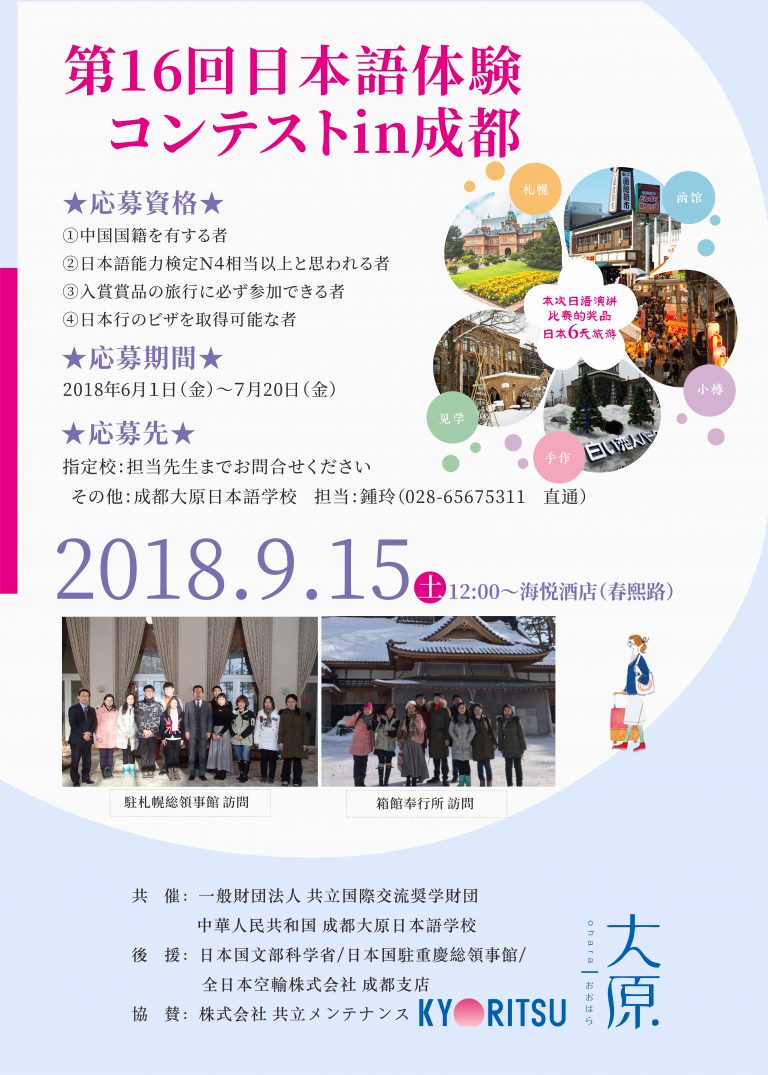 第16回日本語体験
コンテストin成都
★応募資格★
①中国国籍を有する者
②日本語能力検定N4相当以上と思われる者
③入賞賞品の旅行に必ず参加できる者
④日本行のビザを取得可能な者
★応募期間★
2018年6月1日（金）～7月20日（金）
★応募先★
指定校：担当先生までお問合せください
その他：成都大原日本語学校　担当：鍾玲（028-65675311　直通）
札幌
函馆
本次日语演讲
比赛的奖品
日本6天旅游
小樽
见学
手作
白い恋人パーク
2018.9.15土 12:00～海悦酒店（春熙路）
駐札幌総領事館 訪問
箱館奉行所 訪問
共　催：一般財団法人 共立国際交流奨学財団
中華人民共和国 成都大原日本語学校
後　援：日本国文部科学省/日本国駐重慶総領事館/
全日本空輸株式会社 成都支店
協　賛：株式会社 共立メンテナンス KYORITSU
大原
ohara | おおはら